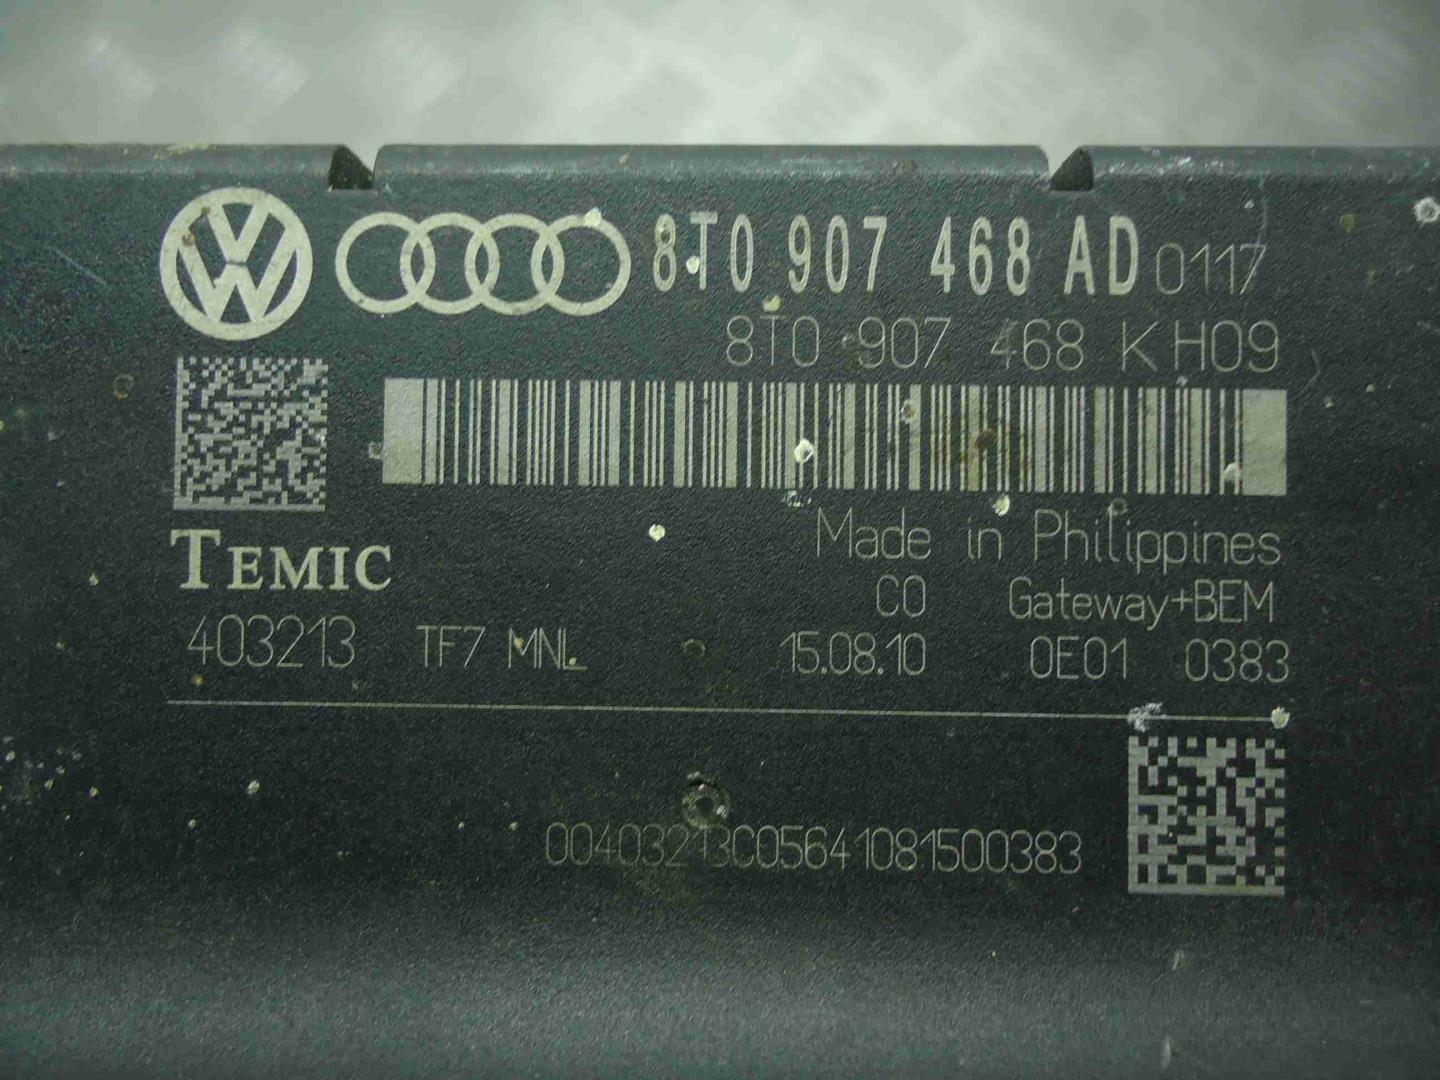 8T0 907 468 AD 0117
8T0 907 468 K H09
Made in Philippines
TEMIC
C0 Gateway+BEM
403213 TF7 MNL 15.08.10 0E01 0383
00403213C05641081500383